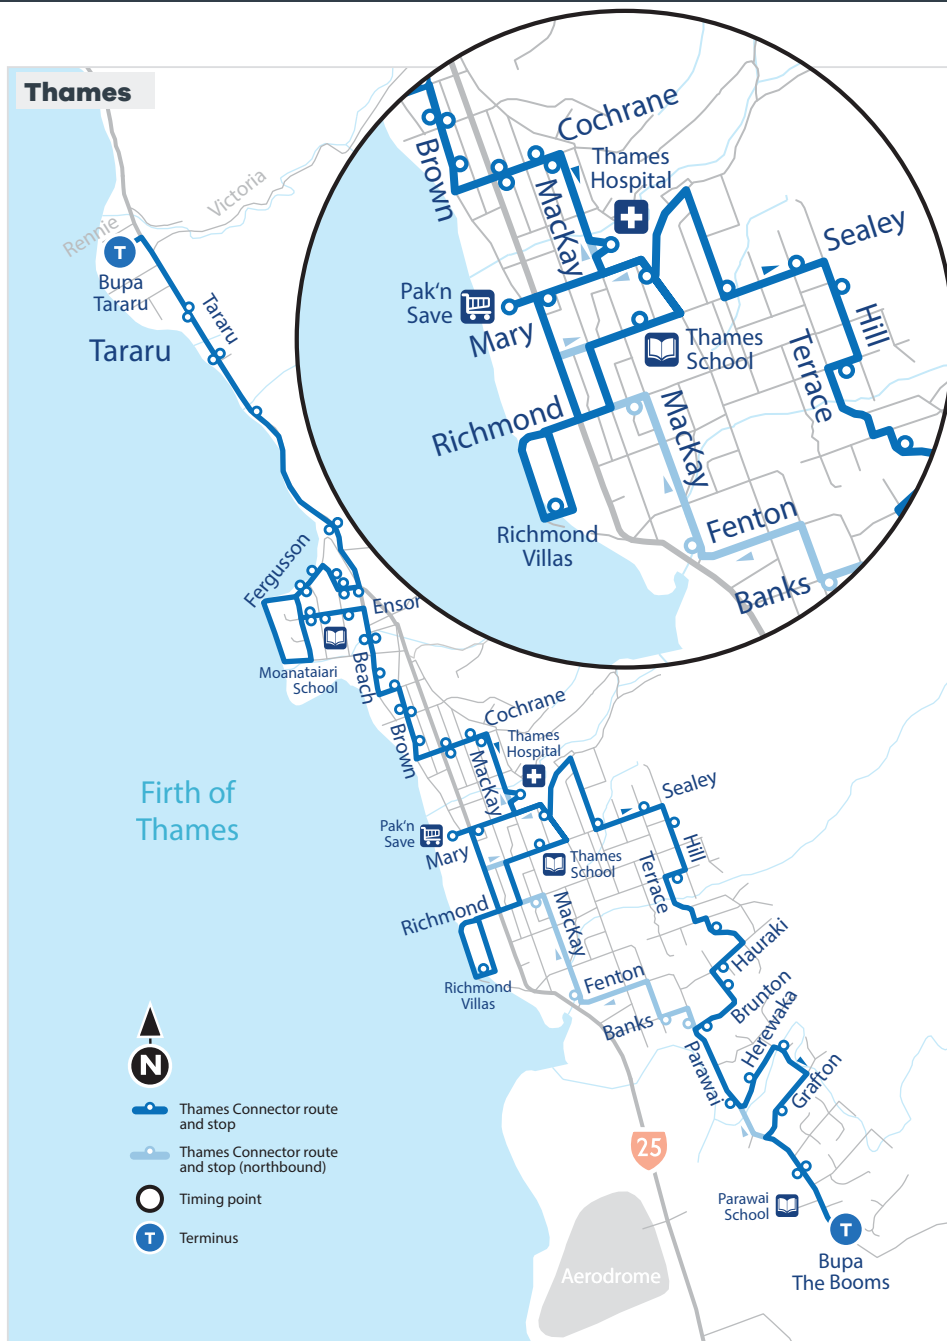 Thames
Cochrane
Thames
Hospital
Brown
MacKay
Sealey
Victoria
Rennie
T
Bupa
Tararu
Tararu
Tararu
Pak'n
Save
Mary
Hill
Terrace
Thames
School
Richmond
MacKay
Richmond
Villas
Fenton
Banks
Fergusson
Ensor
Moanataiari
School
Beach
Brown
Cochrane
Thames
Hospital
MacKay
Sealey
Firth of
Thames
Pak'n
Save
Mary
Hill
Thames
School
Terrace
Richmond
MacKay
Hauraki
Richmond
Villas
Fenton
Brunton
Banks
Herewaka
Parawai
Grafton
N
Thames Connector route
and stop
Thames Connector route
and stop (northbound)
Timing point
T
Terminus
25
Parawai
School
T
Bupa
The Booms
Aerodrome